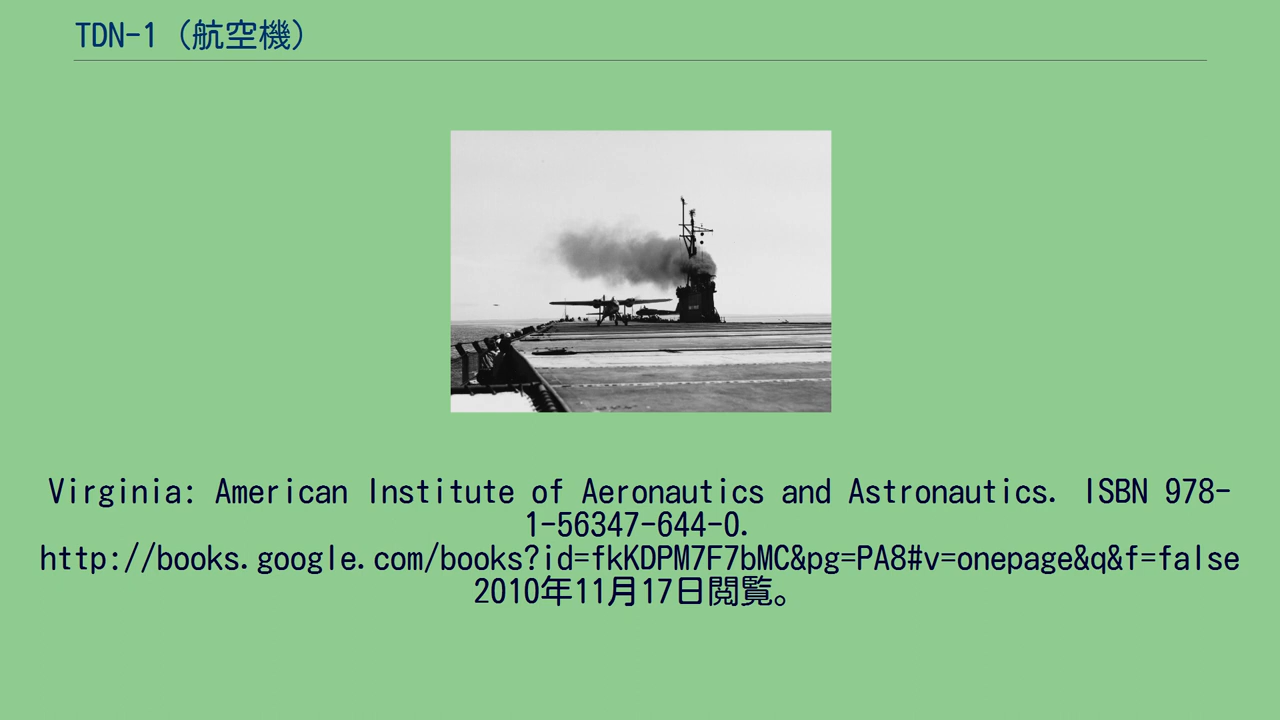 TDN-1（航空機）
Virginia: American Institute of Aeronautics and Astronautics. ISBN 978-
1-56347-644-0.
http://books.google.com/books?id=fkKDPM7F7bMC&pg=PA8#v=onepage&q&f=false
2010年11月17日閲覧。